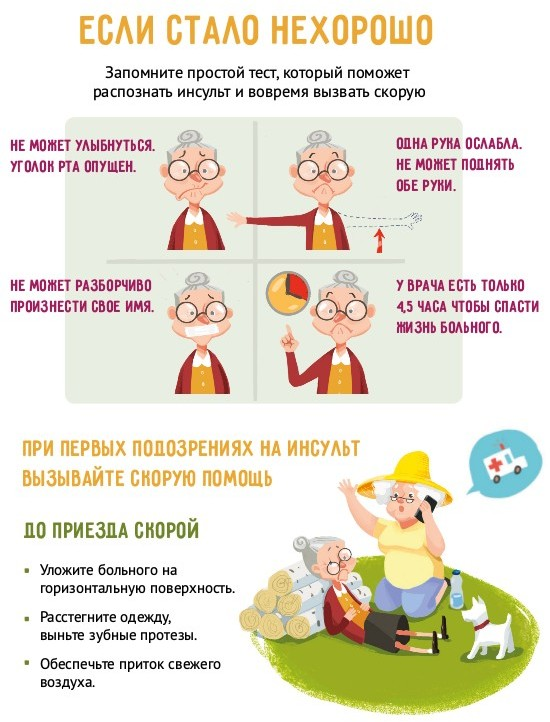 ЕСЛИ СТАЛО НЕХОРОШО
Запомните простой тест, который поможет
распознать инсульт и вовремя вызвать скорую
НЕ МОЖЕТ УЛЫБНУТЬСЯ.
УГОЛОК РТА ОПУЩЕН.
ОДНА РУКА ОСЛАБЛА.
НЕ МОЖЕТ ПОДНЯТЬ
ОБЕ РУКИ.
НЕ МОЖЕТ РАЗБОРЧИВО
ПРОИЗНЕСТИ СВОЕ ИМЯ.
У ВРАЧА ЕСТЬ ТОЛЬКО
4,5 ЧАСА ЧТОБЫ СПАСТИ
ЖИЗНЬ БОЛЬНОГО.
ПРИ ПЕРВЫХ ПОДОЗРЕНИЯХ НА ИНСУЛЬТ
ВЫЗЫВАЙТЕ СКОРУЮ ПОМОЩЬ
ДО ПРИЕЗДА СКОРОЙ
Уложите больного на
горизонтальную поверхность.
Расстегните одежду,
выньте зубные протезы.
Обеспечьте приток свежего
воздуха.